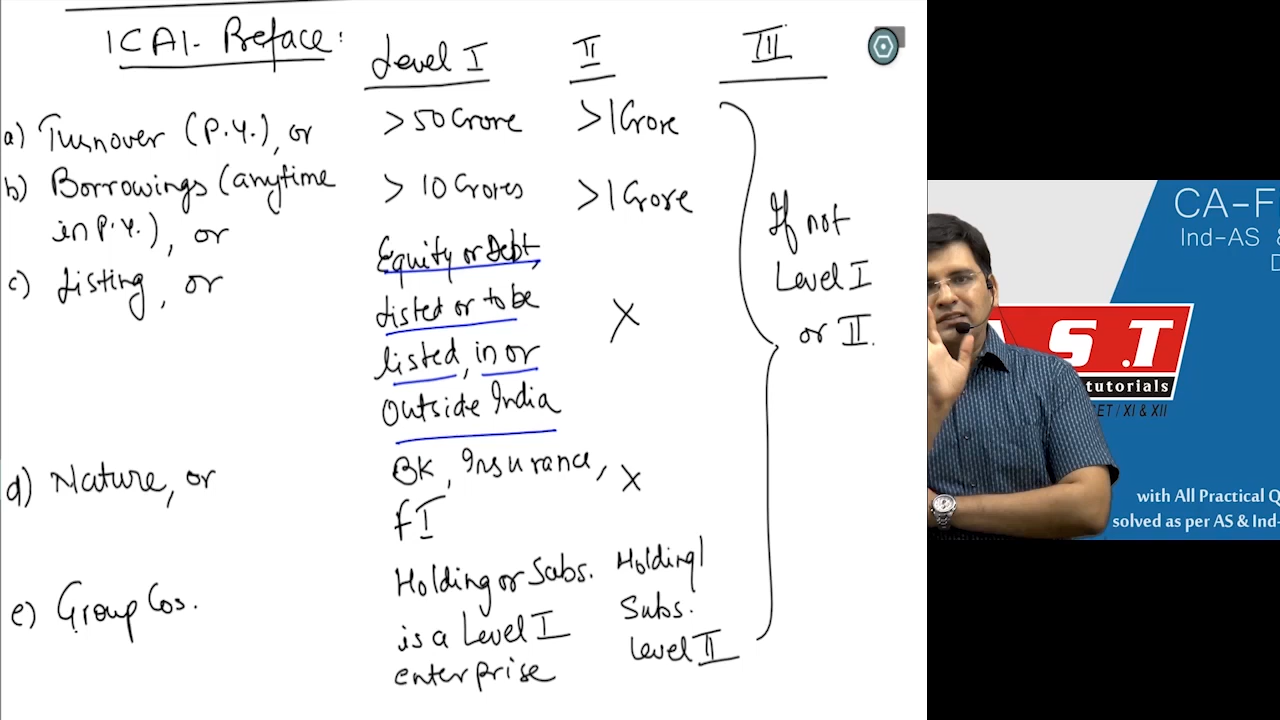 ICAI- Preface:
Level I II III
a) Turnover (P.Y.), or >50 Crore >1 Crore
b) Borrowings (anytime in P.Y.), or >10 Crores >1 Crore
c) Listing, or Equity or Debt, listed or to be listed, in or Outside India X
d) Nature, or BK, Insurance, FI X
e) Group Cos. Holding or Subs. is a Level I enterprise Holding/ Subs. Level II
If not
Level I
or II.
CA-F
Ind-AS &
D
S.T
tutorials
ET / XI & XII
with All Practical Q
solved as per AS & Ind-